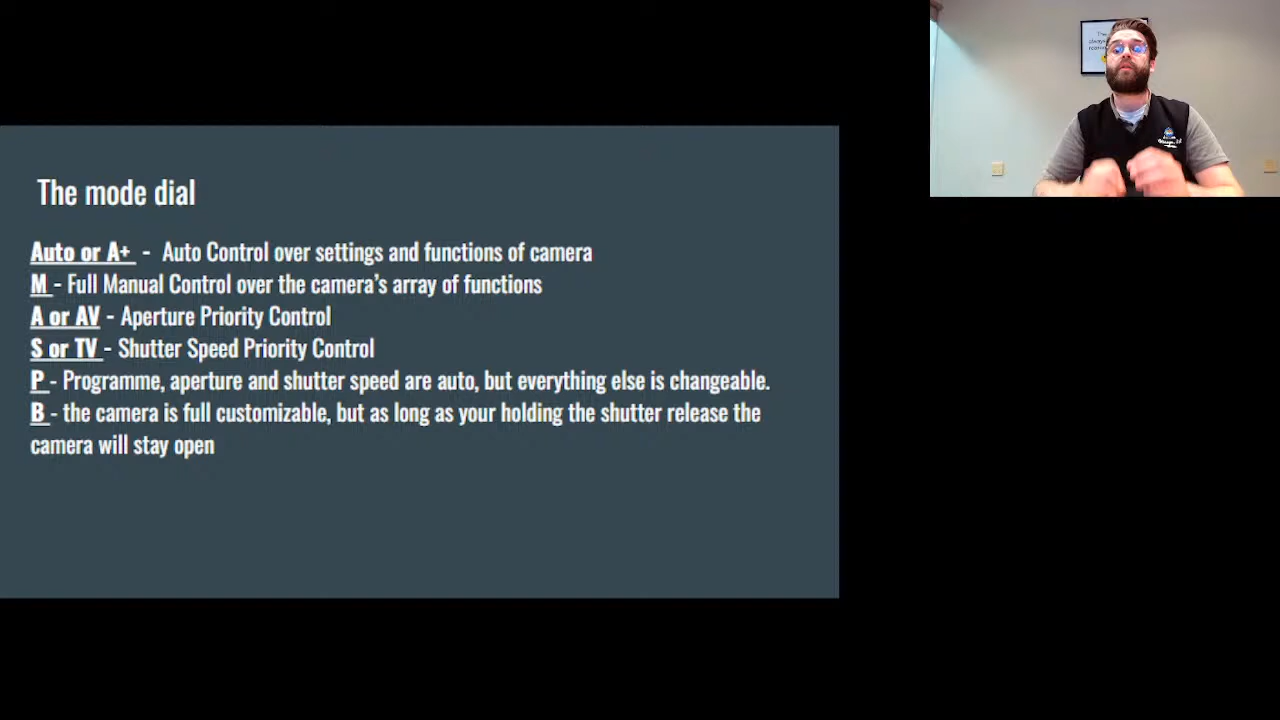 The mode dial
Auto or A+ - Auto Control over settings and functions of camera
M - Full Manual Control over the camera's array of functions
A or AV - Aperture Priority Control
S or TV - Shutter Speed Priority Control
P - Programme, aperture and shutter speed are auto, but everything else is changeable.
B - the camera is full customizable, but as long as your holding the shutter release the
camera will stay open